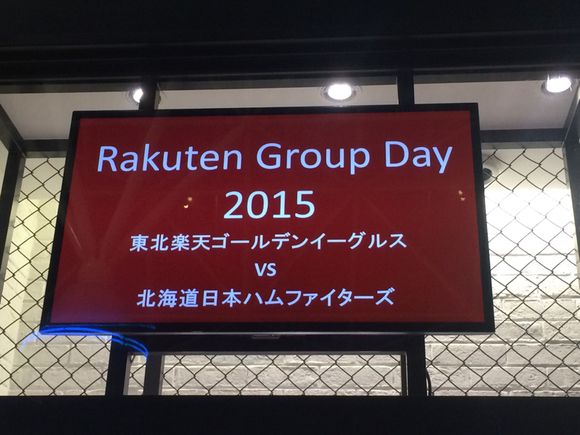 Rakuten Group Day
2015
東北楽天ゴールデンイーグルス
vs
北海道日本ハムファイターズ